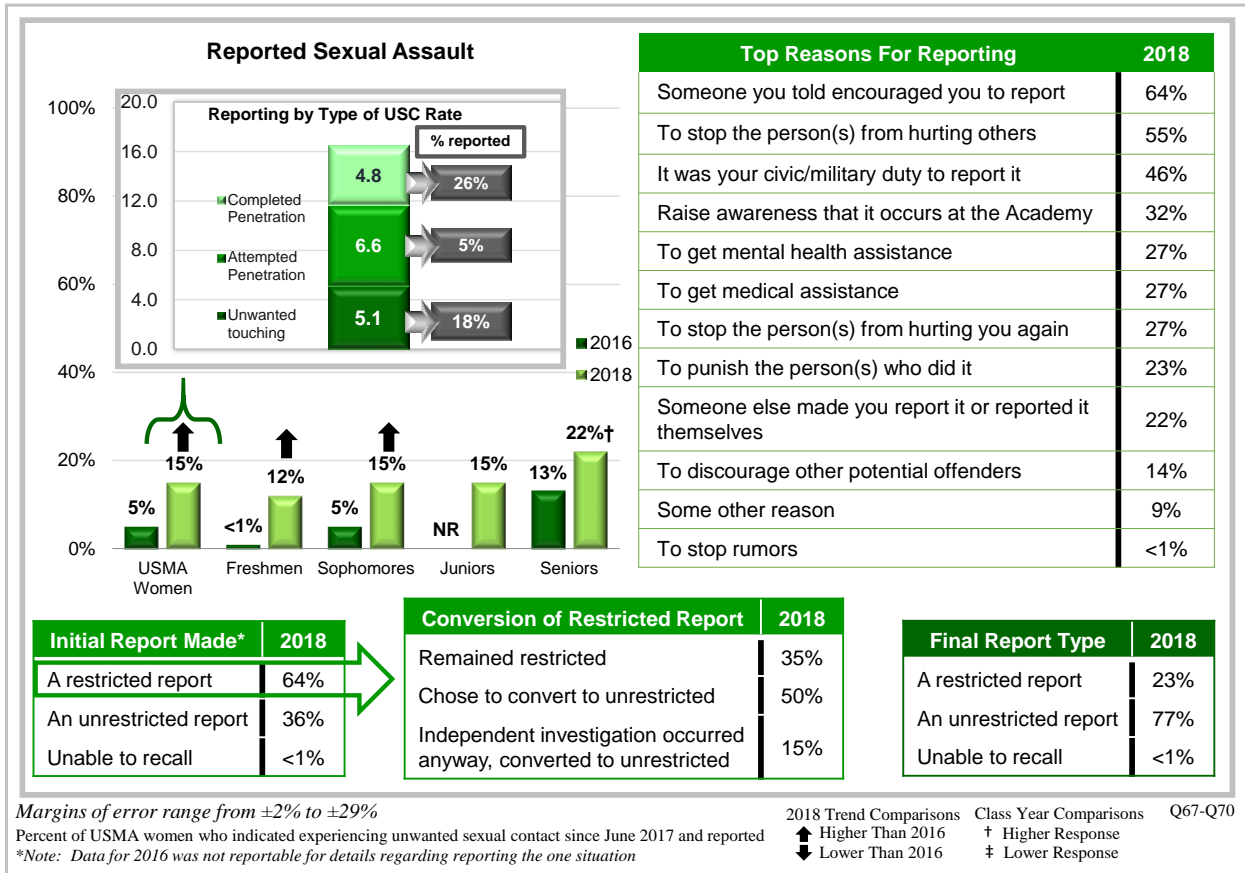 Reported Sexual Assault
100%
80%
60%
40%
20%
0%
20.0
16.0
12.0
8.0
4.0
0.0
Reporting by Type of USC Rate
% reported
Completed
Penetration
Attempted
Penetration
Unwanted
touching
4.8
26%
6.6
5%
5.1
18%
2016
2018
5%
15%
<1%
12%
5%
15%
NR
15%
13%
22%†
USMA
Women
Freshmen
Sophomores
Juniors
Seniors
Top Reasons For Reporting 2018
Someone you told encouraged you to report 64%
To stop the person(s) from hurting others 55%
It was your civic/military duty to report it 46%
Raise awareness that it occurs at the Academy 32%
To get mental health assistance 27%
To get medical assistance 27%
To stop the person(s) from hurting you again 27%
To punish the person(s) who did it 23%
Someone else made you report it or reported it
themselves 22%
To discourage other potential offenders 14%
Some other reason 9%
To stop rumors <1%
Initial Report Made* 2018
A restricted report 64%
An unrestricted report 36%
Unable to recall <1%
Conversion of Restricted Report 2018
Remained restricted 35%
Chose to convert to unrestricted 50%
Independent investigation occurred
anyway, converted to unrestricted 15%
Final Report Type 2018
A restricted report 23%
An unrestricted report 77%
Unable to recall <1%
Margins of error range from ±2% to ±29%
Percent of USMA women who indicated experiencing unwanted sexual contact since June 2017 and reported
*Note: Data for 2016 was not reportable for details regarding reporting the one situation
2018 Trend Comparisons
Higher Than 2016
Lower Than 2016
Class Year Comparisons
† Higher Response
‡ Lower Response
Q67-Q70